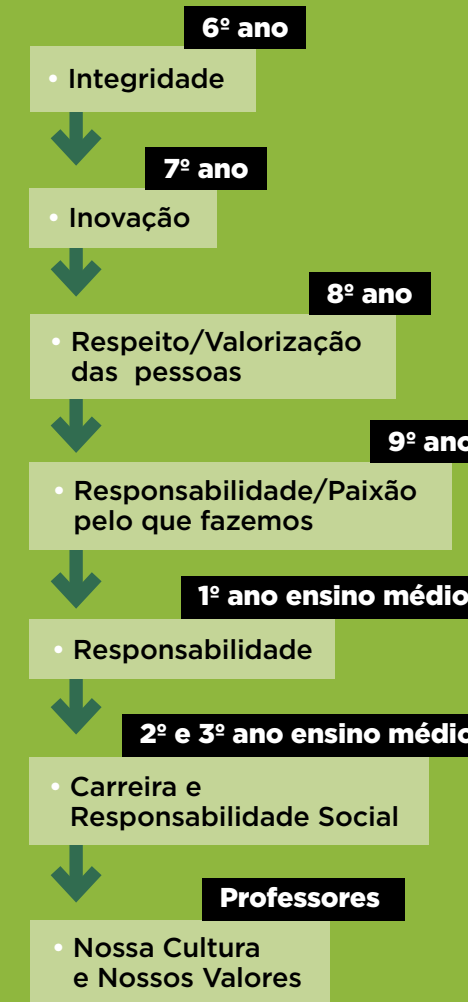 6º ano
• Integridade
7º ano
• Inovação
8º ano
• Respeito/Valorização
das pessoas
9º ano
• Responsabilidade/Paixão
pelo que fazemos
1º ano ensino médio
• Responsabilidade
2º e 3º ano ensino médio
• Carreira e
Responsabilidade Social
Professores
• Nossa Cultura
e Nossos Valores